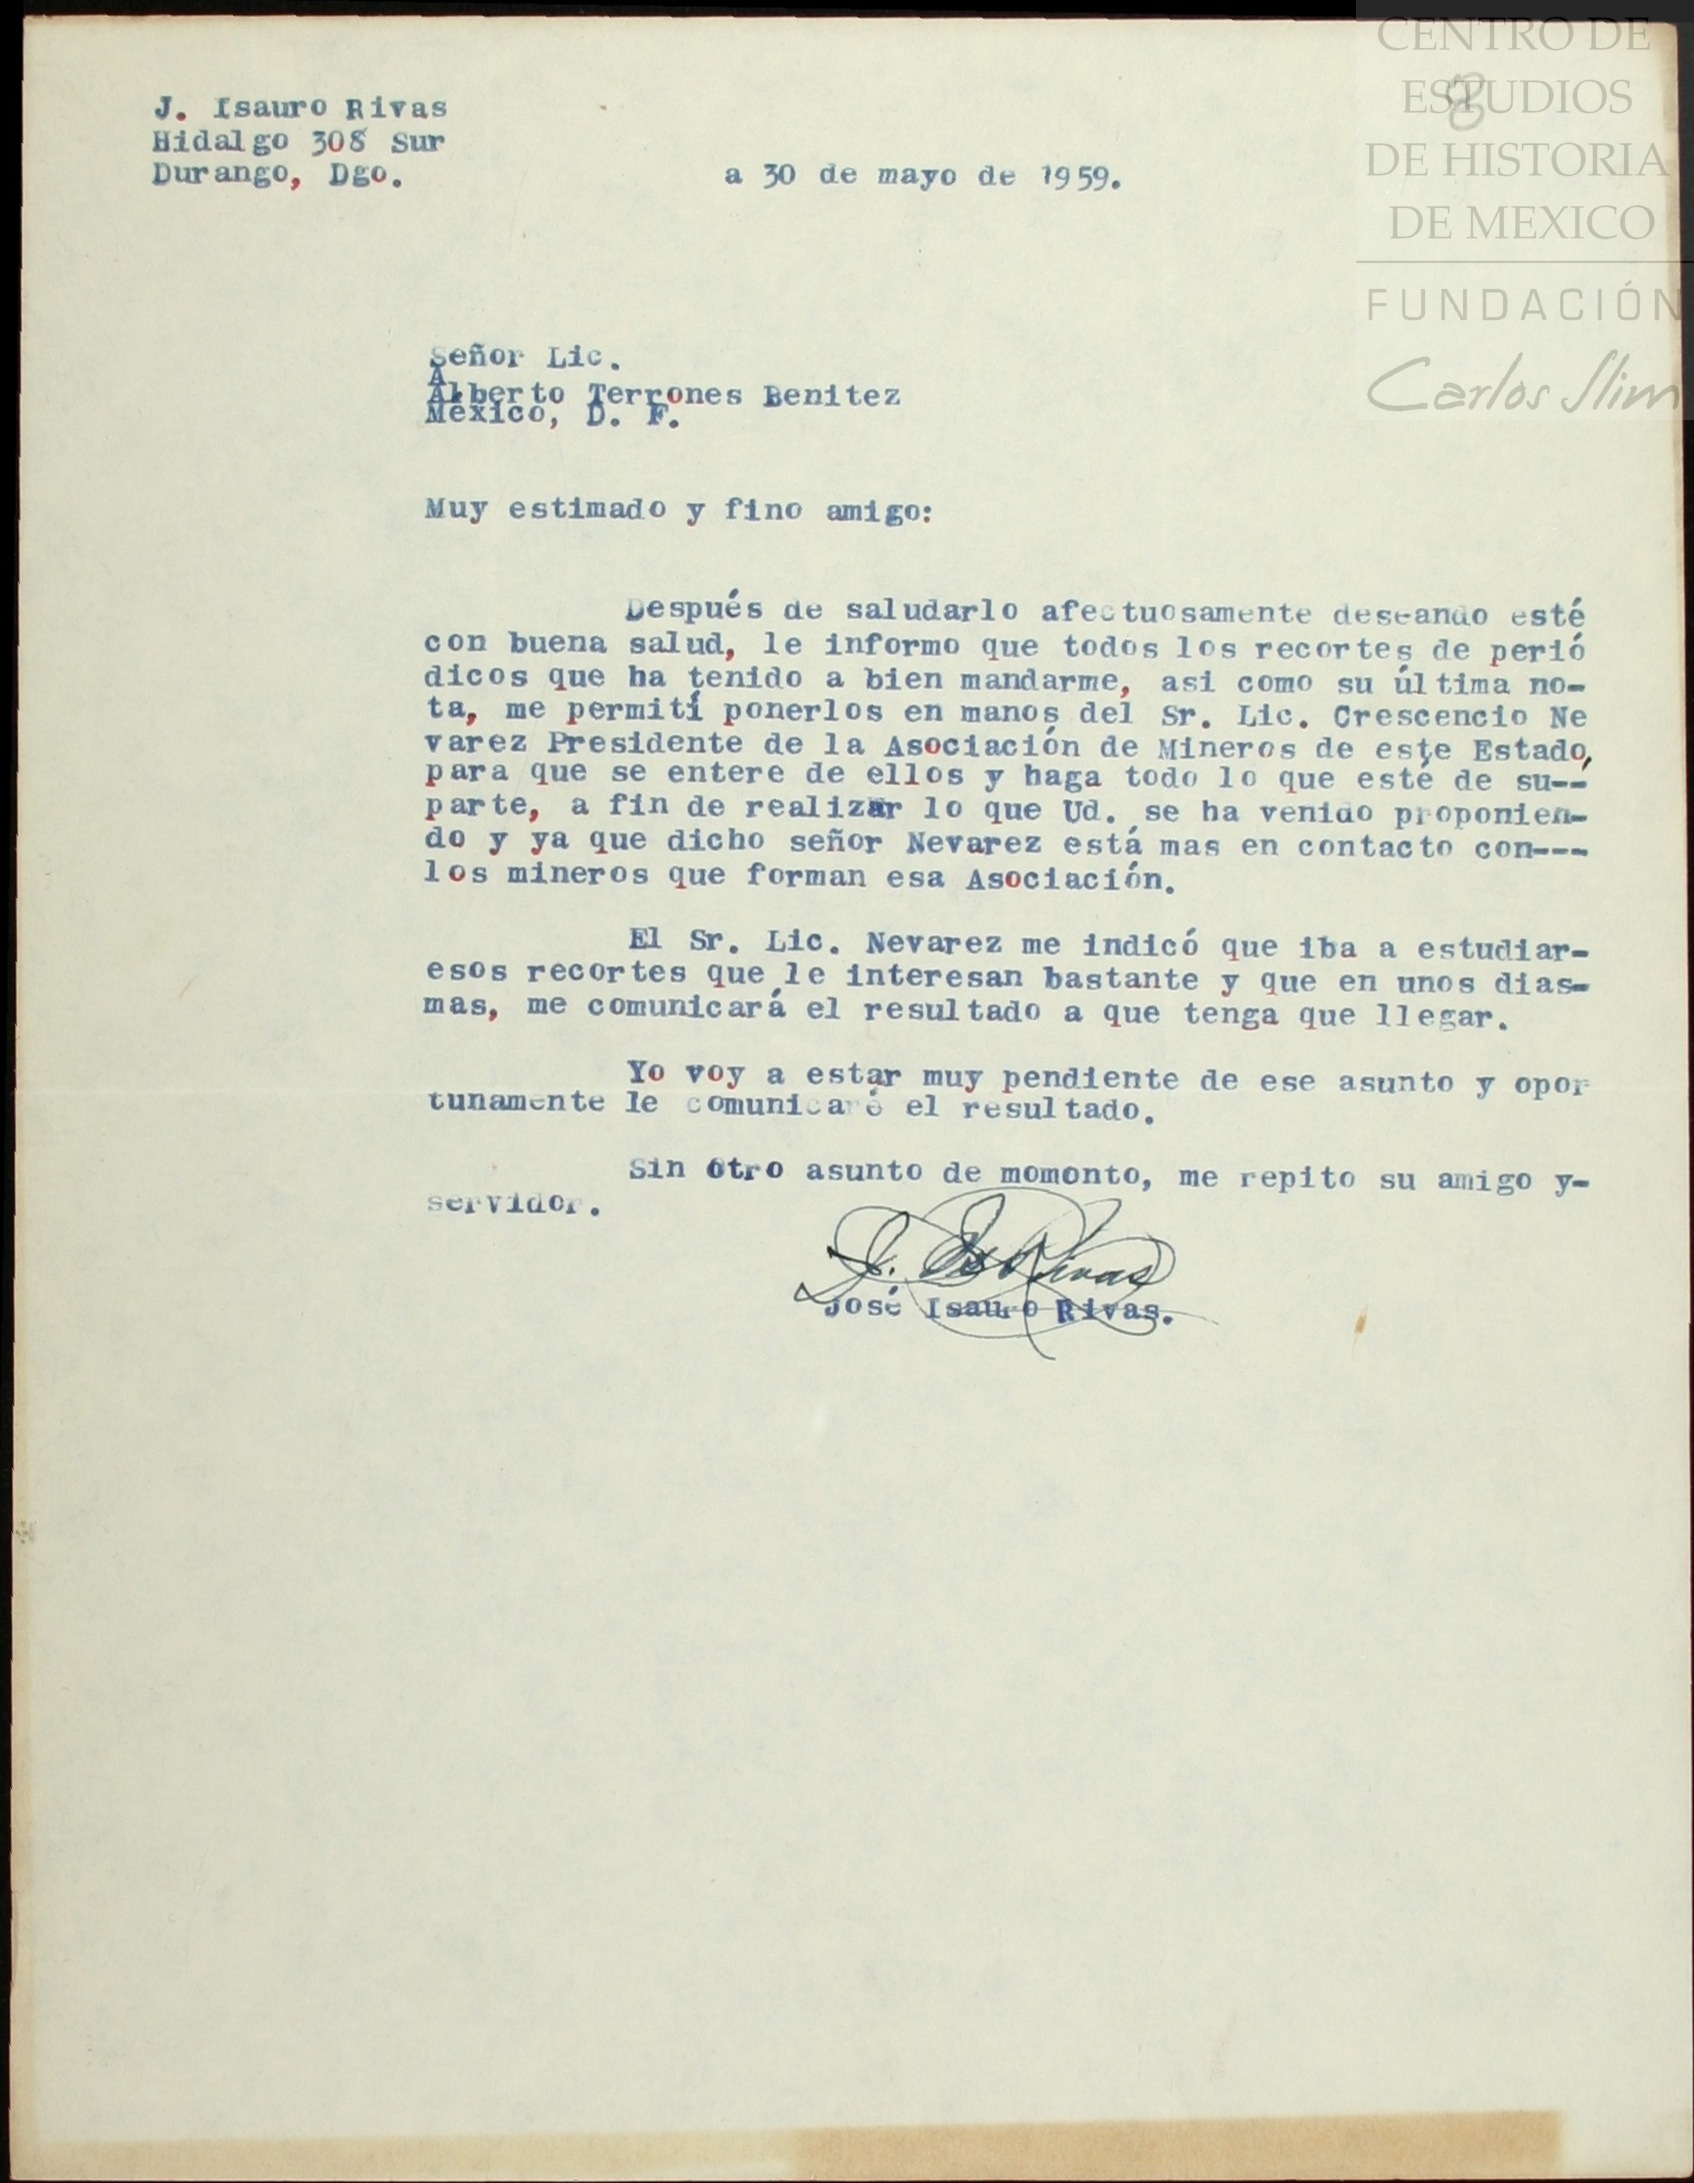 CENTRO DE
ESTUDIOS
DE HISTORIA
DE MEXICO
FUNDACIÓN
Carlos Slim
8
J. Isauro Rivas
Hidalgo 308 Sur
Durango, Dgo.
a 30 de mayo de 1959.
Señor Lic.
Alberto Terrones Benitez
México, D. F.
Muy estimado y fino amigo:
Después de saludarlo afectuosamente deseando esté
con buena salud, le informo que todos los recortes de perió
dicos que ha tenido a bien mandarme, asi como su última no-
ta, me permití ponerlos en manos del Sr. Lic. Crescencio Ne
varez Presidente de la Asociación de Mineros de este Estado,
para que se entere de ellos y haga todo lo que esté de su--
parte, a fin de realizar lo que Ud. se ha venido proponien-
do y ya que dicho señor Nevarez está mas en contacto con---
los mineros que forman esa Asociación.
El Sr. Lic. Nevarez me indicó que iba a estudiar-
esos recortes que le interesan bastante y que en unos dias-
mas, me comunicará el resultado a que tenga que llegar.
Yo voy a estar muy pendiente de ese asunto y opor
tunamente le comunicaré el resultado.
Sin otro asunto de momonto, me repito su amigo y-
servidor.
J. Is Rivas
José Isauro Rivas.